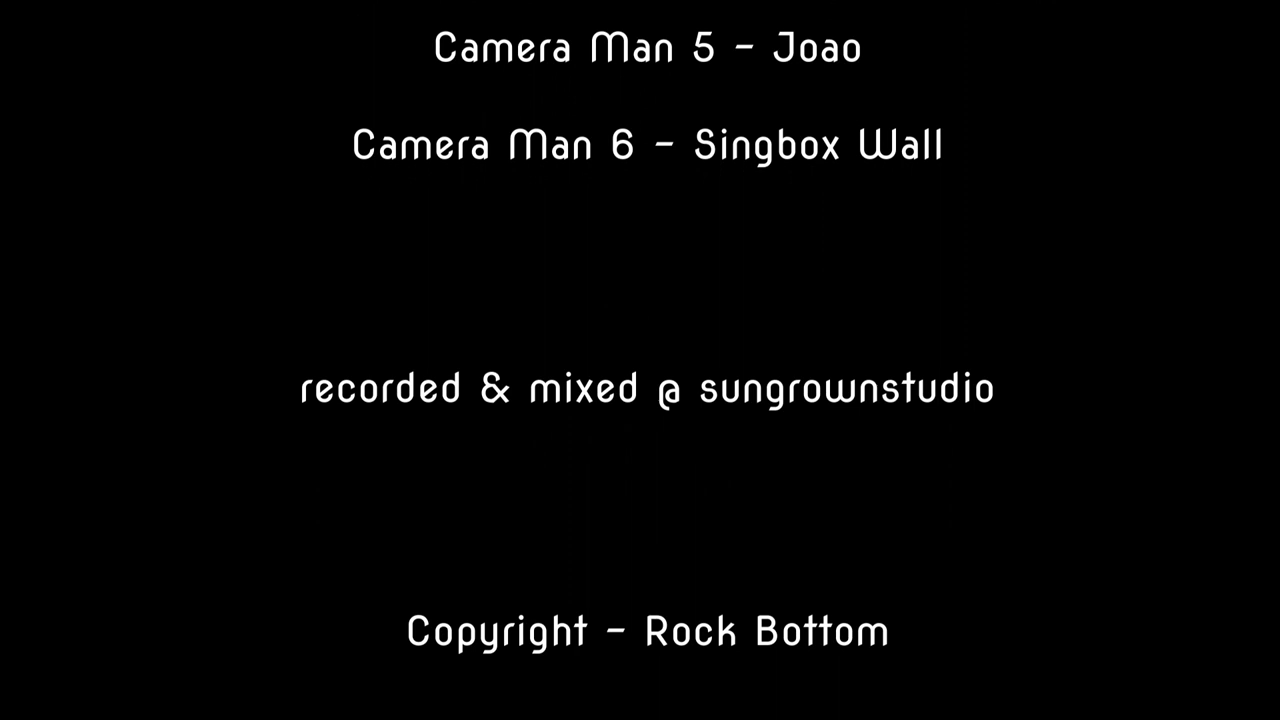 Camera Man 5 - Joao
Camera Man 6 - Singbox Wall
recorded & mixed @ sungrownstudio
Copyright - Rock Bottom